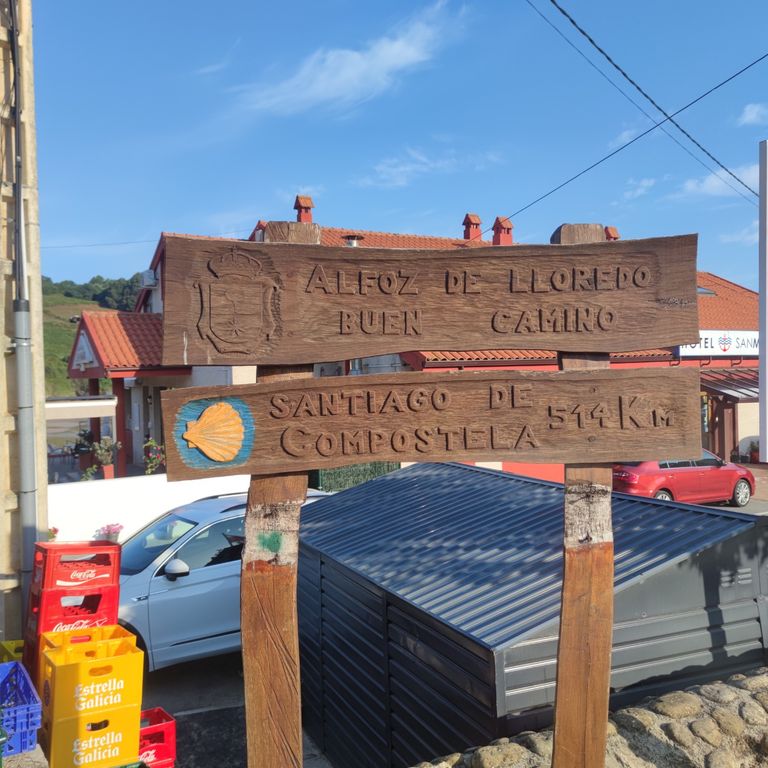 ALFOZ DE LLOREDO
BUEN CAMINO
SANTIAGO DE
COMPOSTELA
514 Km
HOTEL SAN
Coca-Cola
Coca-Cola
Estrella
Galicia
Estrella
Galicia